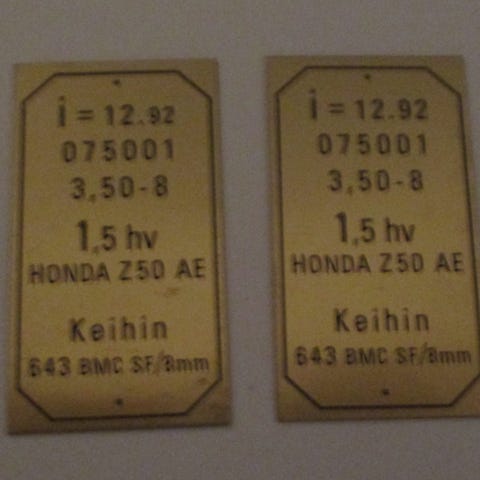 i = 12.92
075001
3,50-8
1,5 hv
HONDA Z50 AE
Keihin
643 BMC SF/8mm
i = 12.92
075001
3,50-8
1,5 hv
HONDA Z50 AE
Keihin
643 BMC SF/8mm